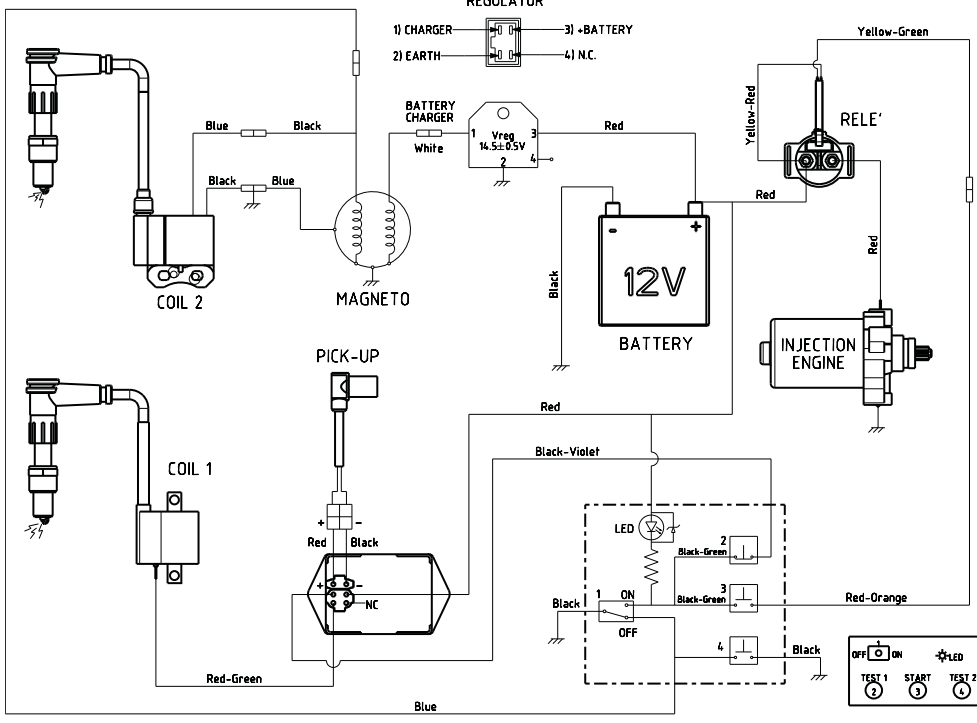 REGULATOR
1) CHARGER
3) +BATTERY
2) EARTH
4) N.C.
Yellow-Green
Yellow-Red
RELE'
BATTERY
CHARGER
White
1
Vreg
14.5±0.5V
2
3
4
Red
Blue
Black
Black
Blue
Red
COIL 2
MAGNETO
Black
-
+
12V
BATTERY
Red
INJECTION
ENGINE
PICK-UP
Red
Black-Violet
COIL 1
+
-
Red
Black
+
-
NC
LED
2
Black-Green
3
Black-Green
Red-Orange
1
ON
OFF
Black
4
Black
Red-Green
Blue
1
OFF
ON
LED
TEST 1
START
TEST 2
2
3
4